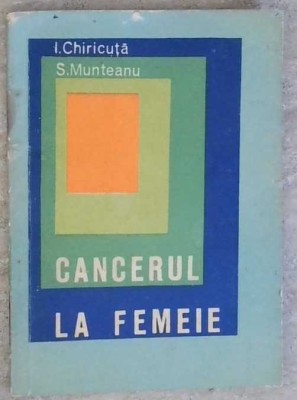 I.Chiricuță
S.Munteanu
CANCERUL
LA FEMEIE